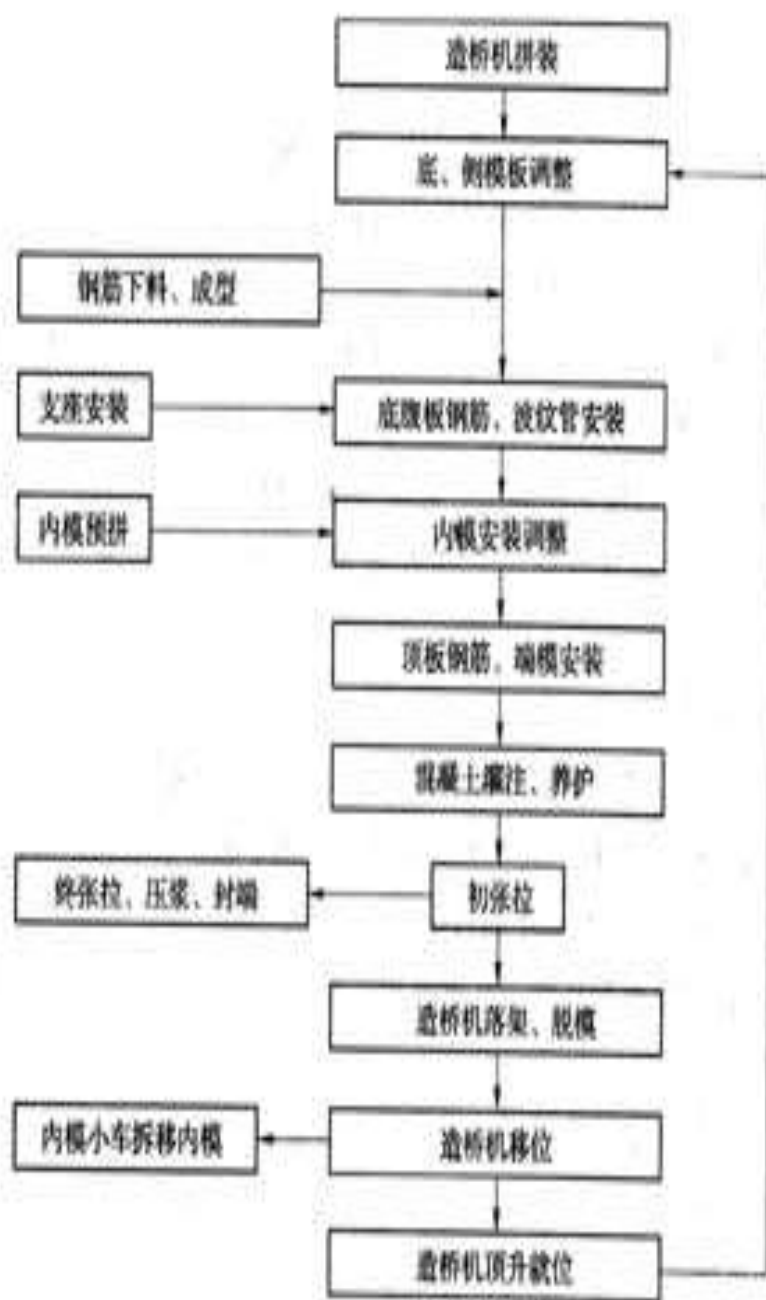 造桥机拼装
底、侧模板调整
钢筋下料、成型
支座安装
底腹板钢筋、波纹管安装
内模预拼
内模安装调整
顶板钢筋、端模安装
混凝土灌注、养护
终张拉、压浆、封端
初张拉
造桥机落架、脱模
内模小车拆移内模
造桥机移位
造桥机顶升就位